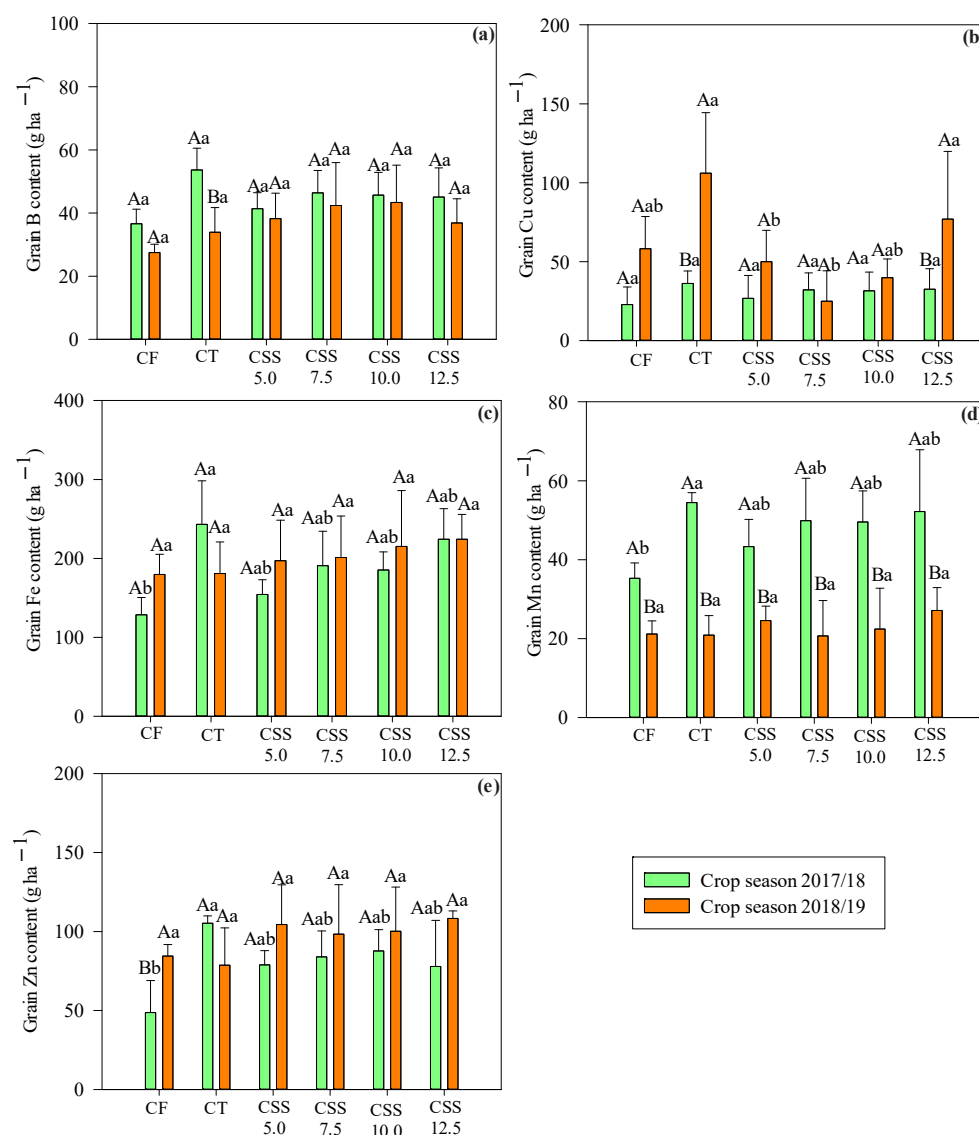 (a)
Grain B content (g ha −1)
100
80
60
40
20
0
Aa Aa Aa Ba Aa Aa Aa Aa Aa Aa Aa Aa
CF CT CSS CSS CSS CSS
5.0 7.5 10.0 12.5
(b
Grain Cu content (g ha −1)
200
150
100
50
0
Aa Aab Ba Aa Aa Ab Aa Ab Aa Aab Ba Aa
CF CT CSS CSS CSS CSS
5.0 7.5 10.0 12.5
(c)
Grain Fe content (g ha −1)
400
300
200
100
0
Ab Aa Aa Aa Aab Aa Aab Aa Aab Aa Aab Aa
CF CT CSS CSS CSS CSS
5.0 7.5 10.0 12.5
(d)
Grain Mn content (g ha −1)
80
60
40
20
0
Ab Ba Aa Ba Aab Ba Aab Ba Aab Ba Aab Ba
CF CT CSS CSS CSS CSS
5.0 7.5 10.0 12.5
(e)
Grain Zn content (g ha −1)
200
150
100
50
0
Bb Aa Aa Aa Aab Aa Aab Aa Aab Aa Aab Aa
CF CT CSS CSS CSS CSS
5.0 7.5 10.0 12.5
Crop season 2017/18
Crop season 2018/19